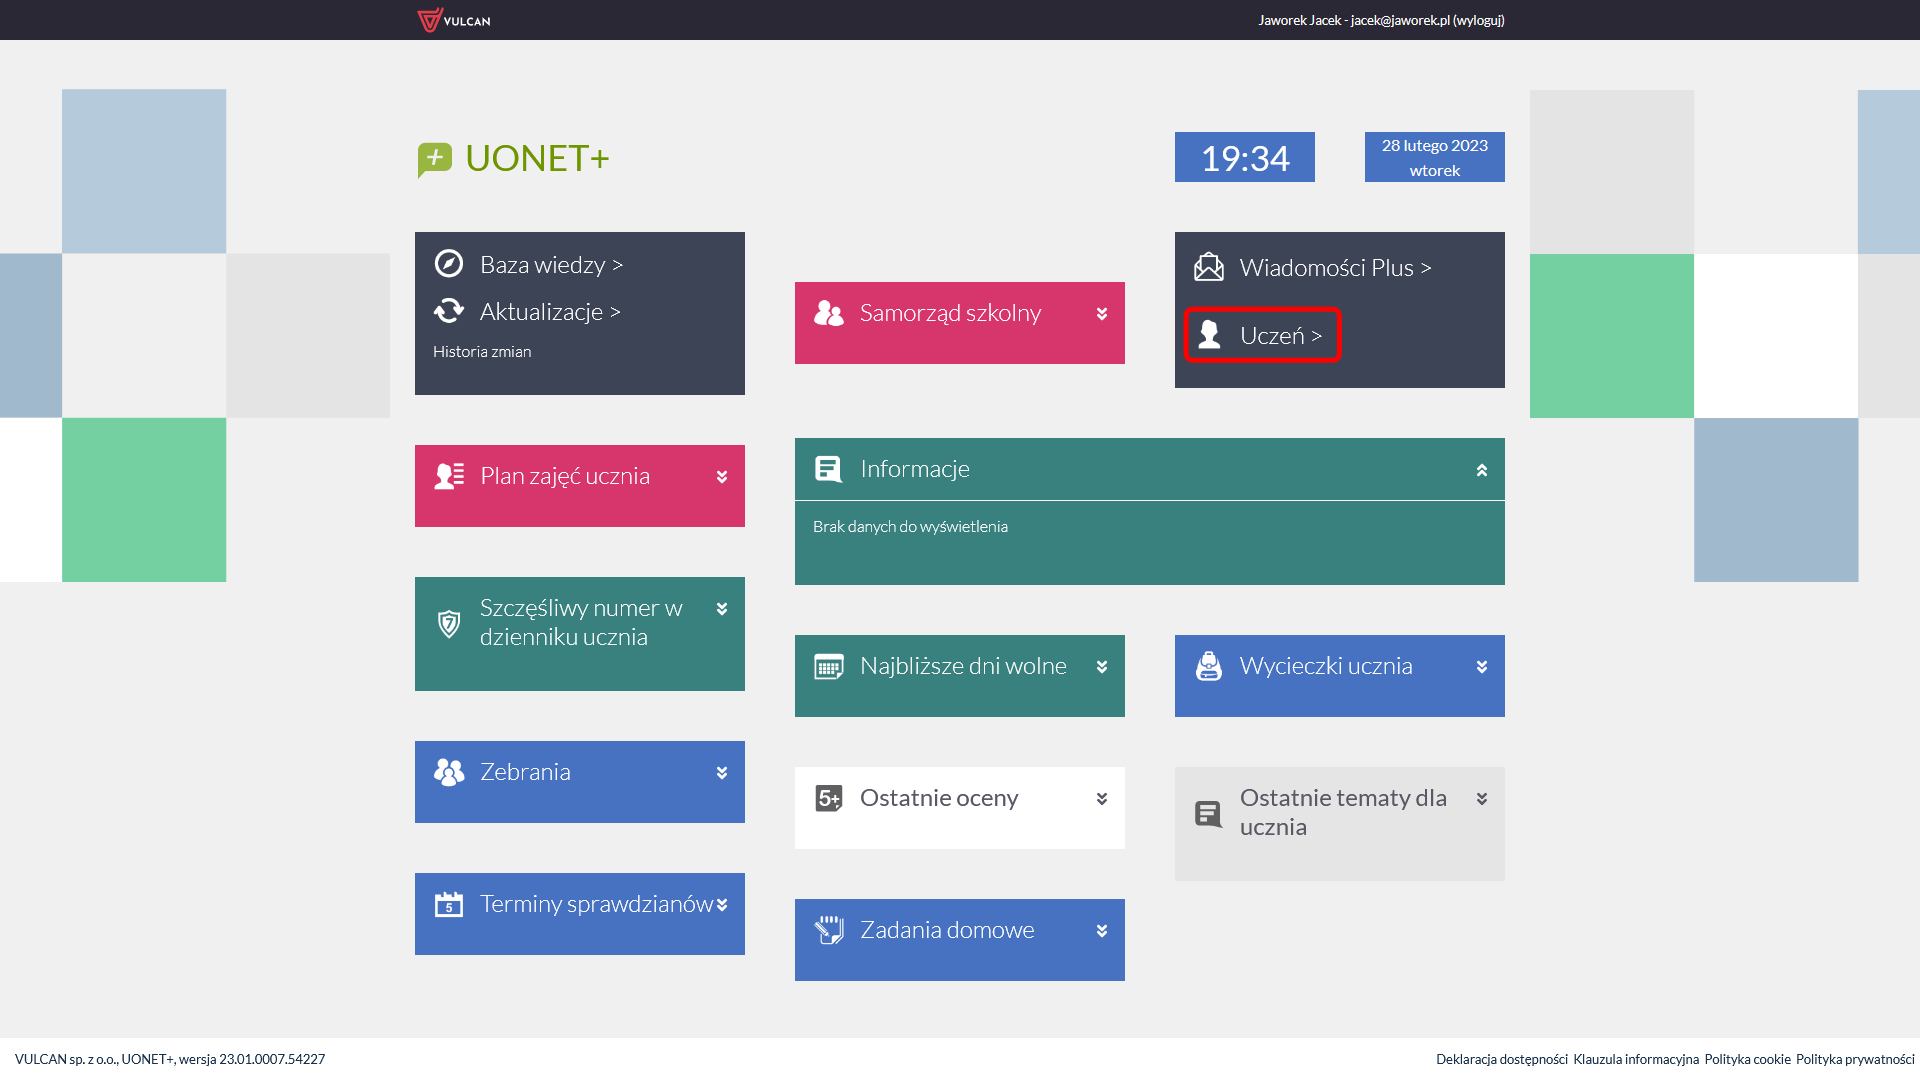 VULCAN
Jaworek Jacek - jacek@jaworek.pl (wyloguj)
UONET+
19:34
28 lutego 2023
wtorek
Baza wiedzy >
Aktualizacje >
Historia zmian
Samorząd szkolny
Wiadomości Plus >
Uczeń >
Plan zajęć ucznia
Informacje
Brak danych do wyświetlenia
7
Szczęśliwy numer w
dzienniku ucznia
Najbliższe dni wolne
Wycieczki ucznia
Zebrania
5+
Ostatnie oceny
Ostatnie tematy dla
ucznia
5
Terminy sprawdzianów
Zadania domowe
VULCAN sp. z o.o., UONET+, wersja 23.01.0007.54227
Deklaracja dostępności Klauzula informacyjna Polityka cookie Polityka prywatności